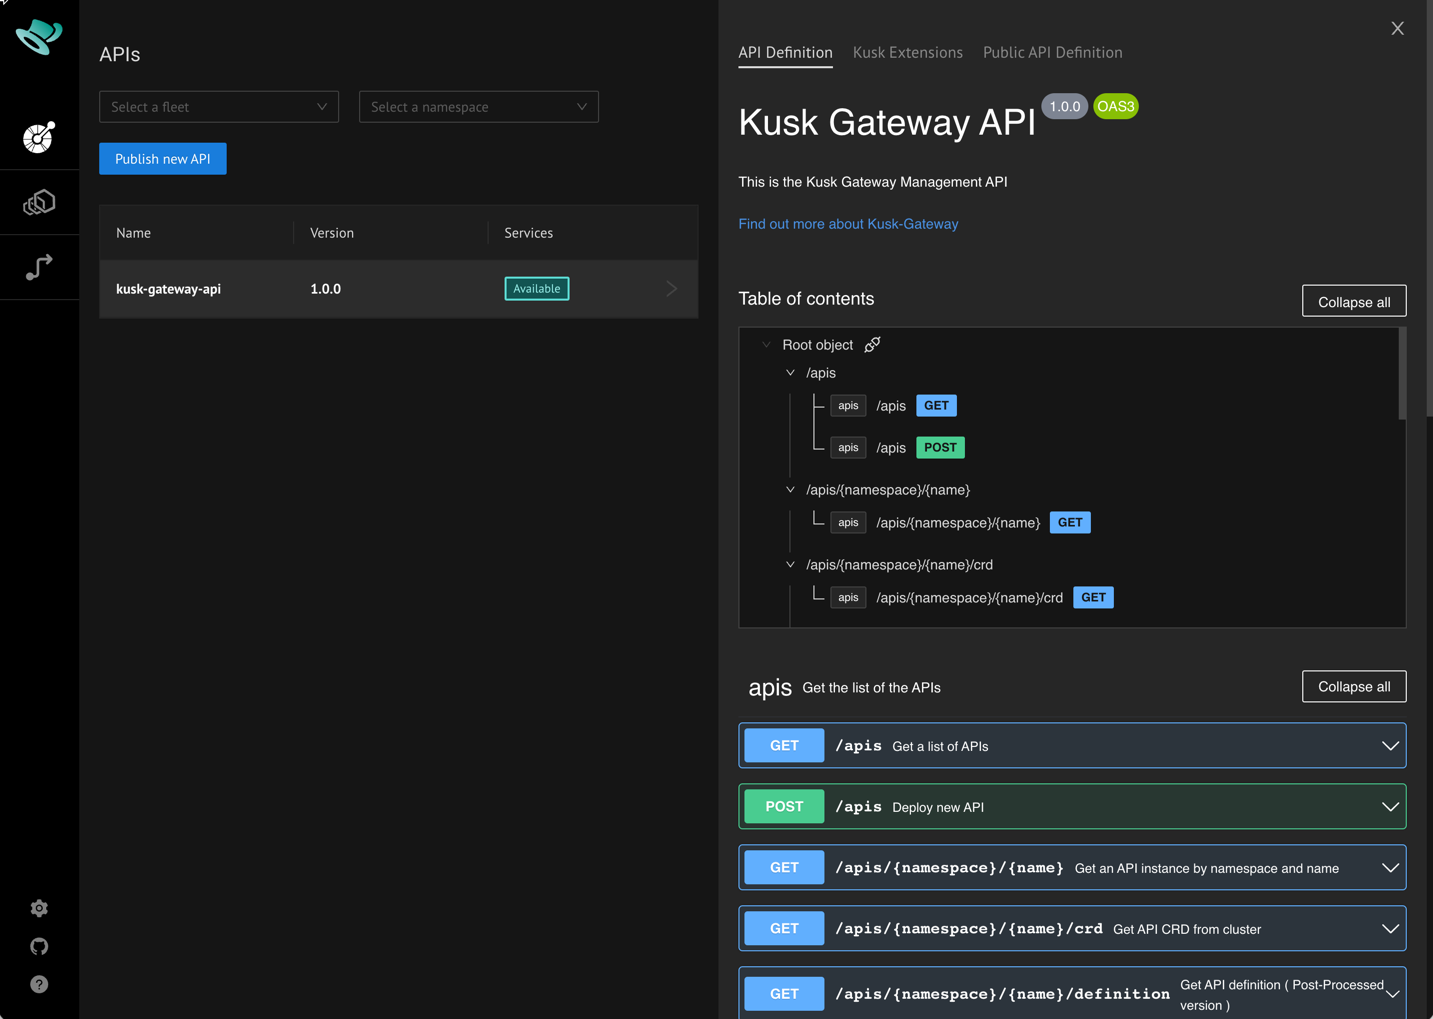 APIs
Select a fleet
Select a namespace
Publish new API
Name Version Services
kusk-gateway-api 1.0.0 Available
API Definition Kusk Extensions Public API Definition
Kusk Gateway API 1.0.0 OAS3
This is the Kusk Gateway Management API
Find out more about Kusk-Gateway
Table of contents
Collapse all
Root object
/apis
apis /apis GET
apis /apis POST
/apis/{namespace}/{name}
apis /apis/{namespace}/{name} GET
/apis/{namespace}/{name}/crd
apis /apis/{namespace}/{name}/crd GET
apis Get the list of the APIs
Collapse all
GET /apis Get a list of APIs
POST /apis Deploy new API
GET /apis/{namespace}/{name} Get an API instance by namespace and name
GET /apis/{namespace}/{name}/crd Get API CRD from cluster
GET /apis/{namespace}/{name}/definition Get API definition ( Post-Processed
version )